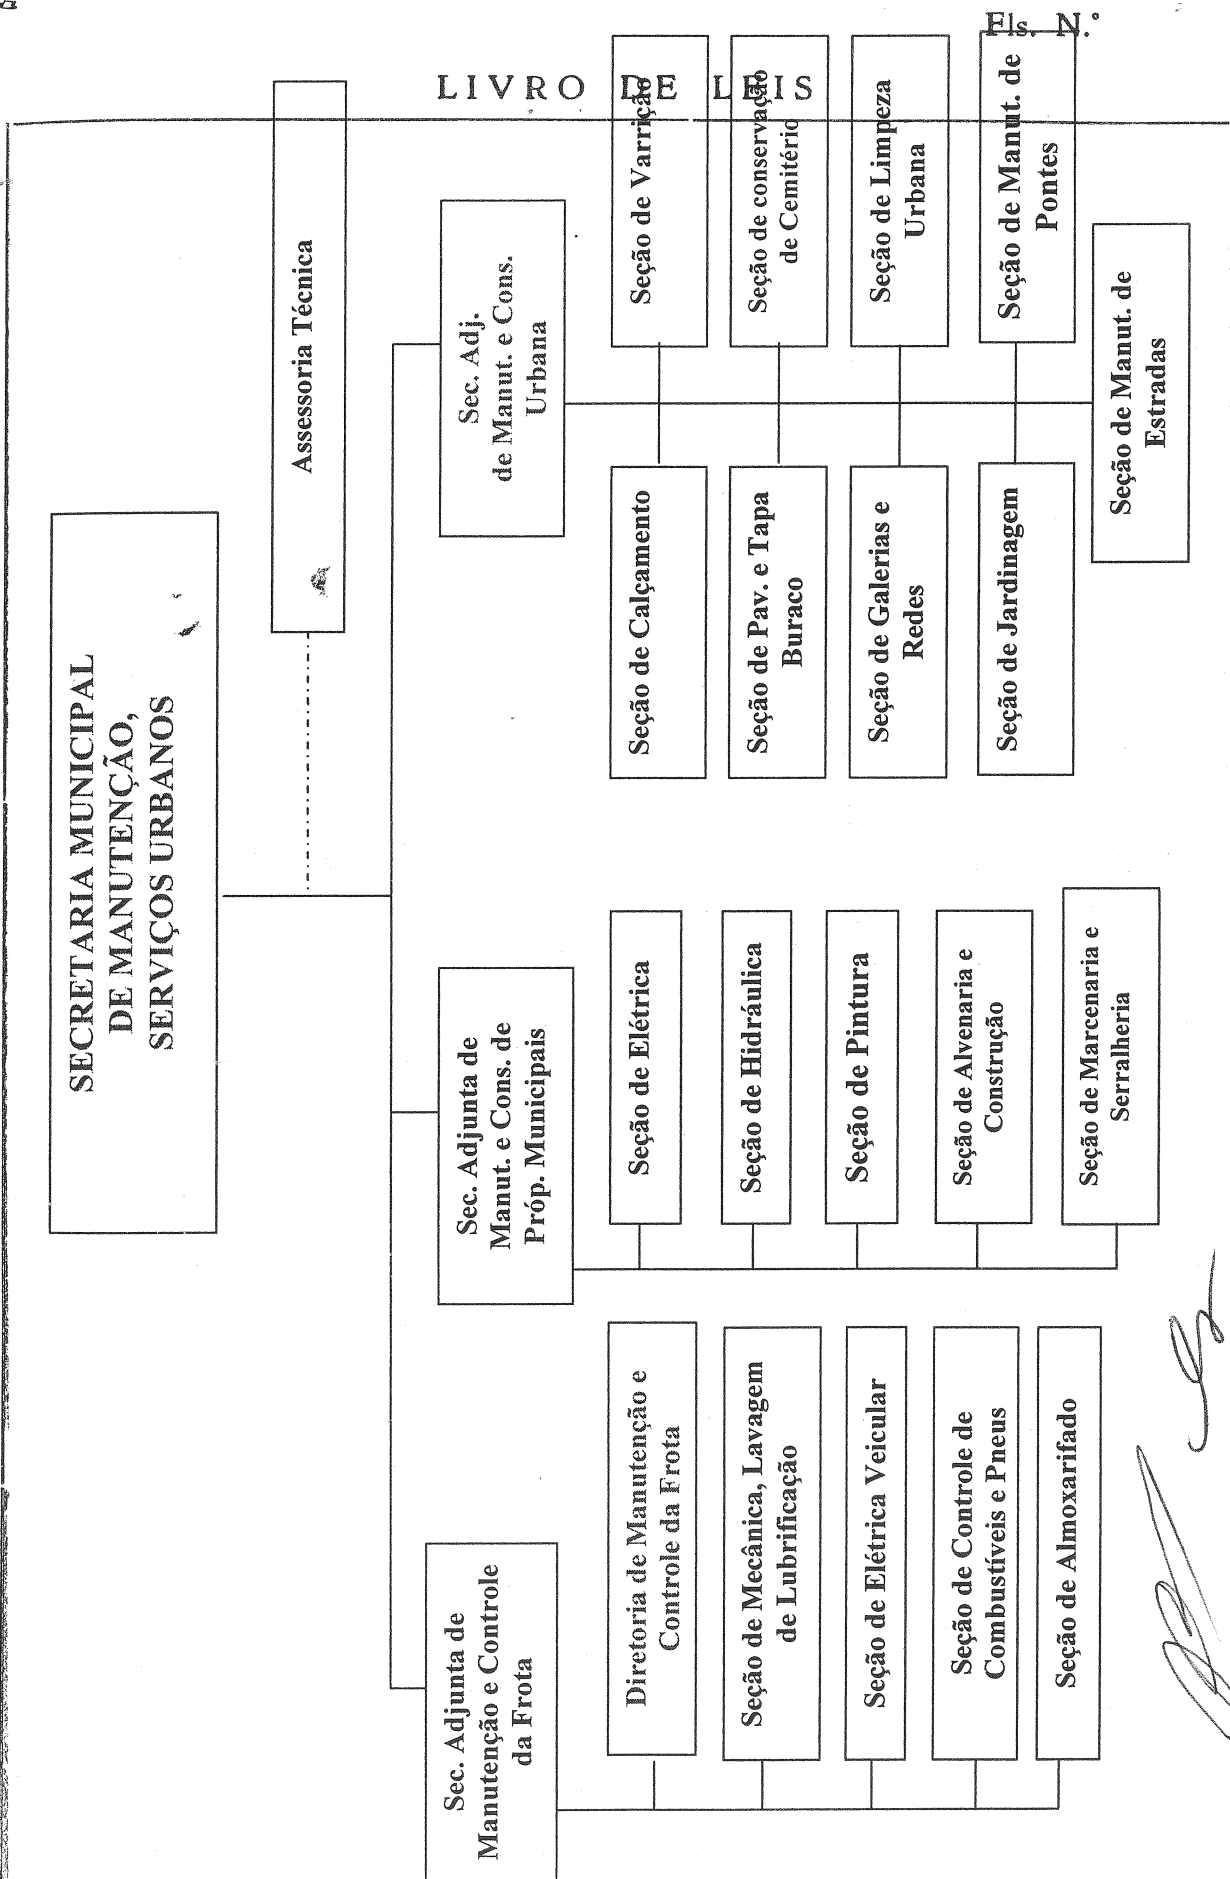 Fls. N.°
LIVRO DE LEIS
SECRETARIA MUNICIPAL
DE MANUTENÇÃO,
SERVIÇOS URBANOS
Assessoria Técnica
Sec. Adjunta de
Manutenção e Controle
da Frota
Diretoria de Manutenção e
Controle da Frota
Seção de Mecânica, Lavagem
de Lubrificação
Seção de Elétrica Veicular
Seção de Controle de
Combustíveis e Pneus
Seção de Almoxarifado
Sec. Adjunta de
Manut. e Cons. de
Próp. Municipais
Seção de Elétrica
Seção de Hidráulica
Seção de Pintura
Seção de Alvenaria e
Construção
Seção de Marcenaria e
Serralheria
Sec. Adj.
de Manut. e Cons.
Urbana
Seção de Calçamento
Seção de Varrição
Seção de Pav. e Tapa
Buraco
Seção de conservação
de Cemitério
Seção de Galerias e
Redes
Seção de Limpeza
Urbana
Seção de Jardinagem
Seção de Manut. de
Pontes
Seção de Manut. de
Estradas